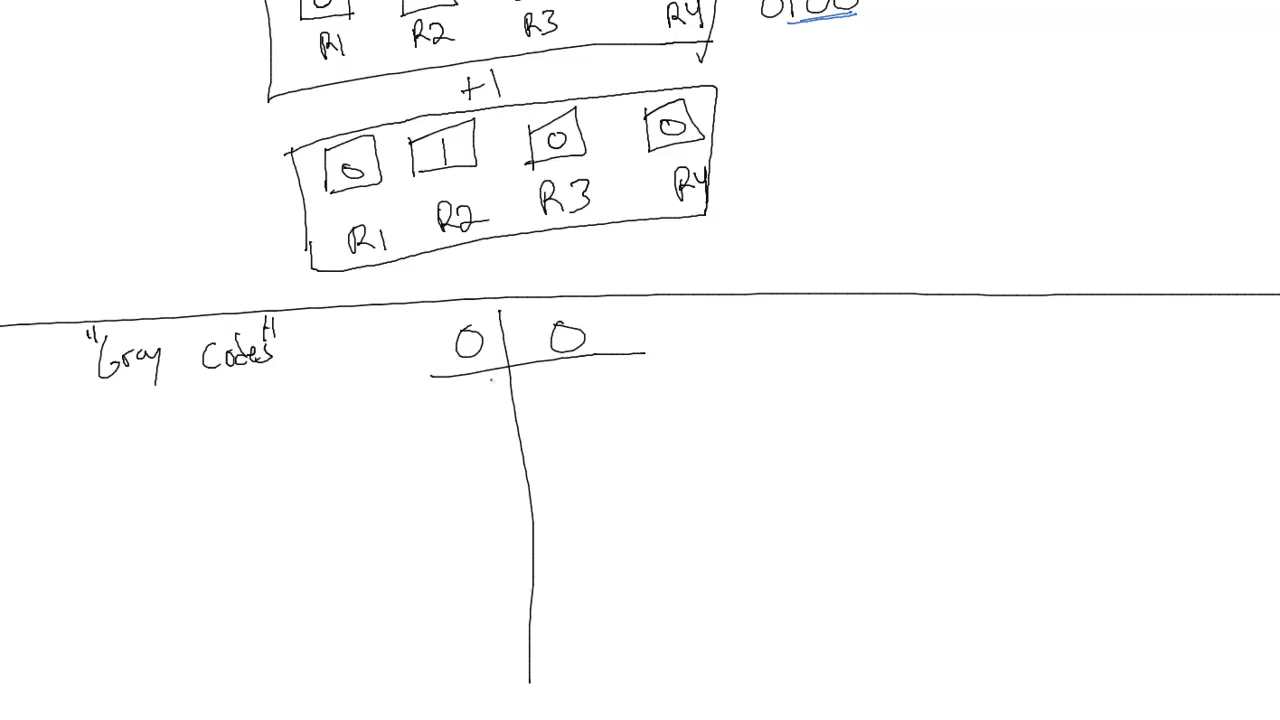 0
R1 R2 R3 R4 0100
+1
0 1 0 0
R1 R2 R3 R4
"Gray Codes" 0 0